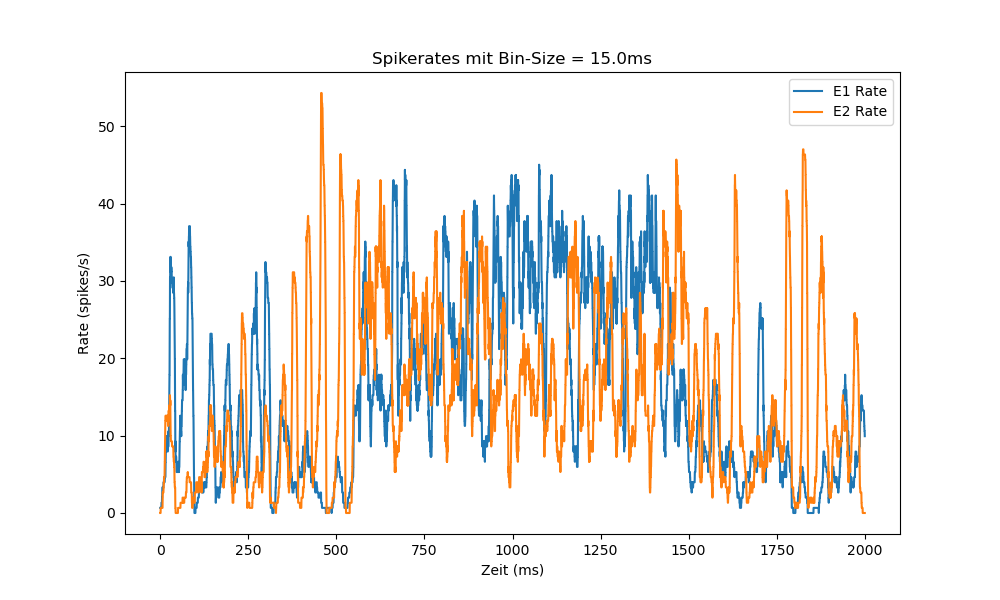 Spikerates mit Bin-Size = 15.0ms
E1 Rate
E2 Rate
50
40
30
20
10
0
Rate (spikes/s)
0 250 500 750 1000 1250 1500 1750 2000
Zeit (ms)